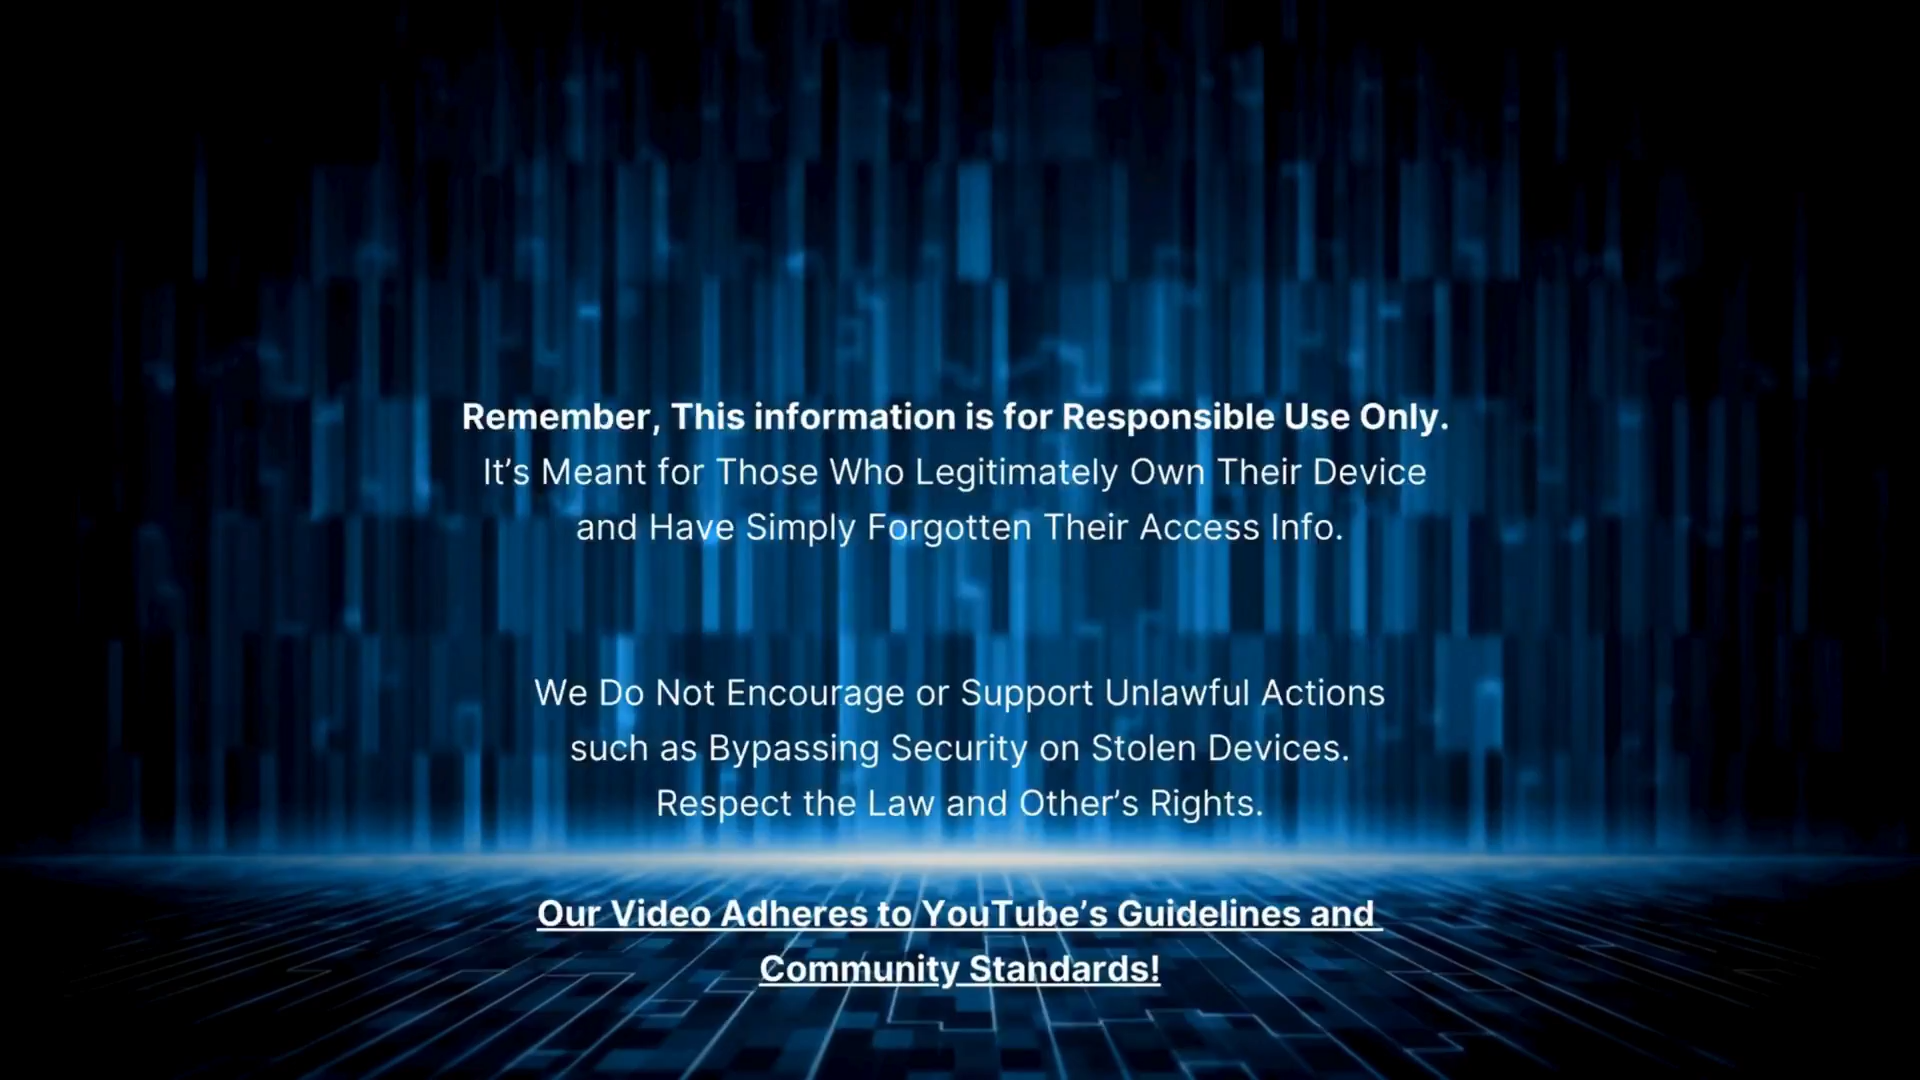 Remember, This information is for Responsible Use Only.
It’s Meant for Those Who Legitimately Own Their Device
and Have Simply Forgotten Their Access Info.
We Do Not Encourage or Support Unlawful Actions
such as Bypassing Security on Stolen Devices.
Respect the Law and Other’s Rights.
Our Video Adheres to YouTube’s Guidelines and
Community Standards!